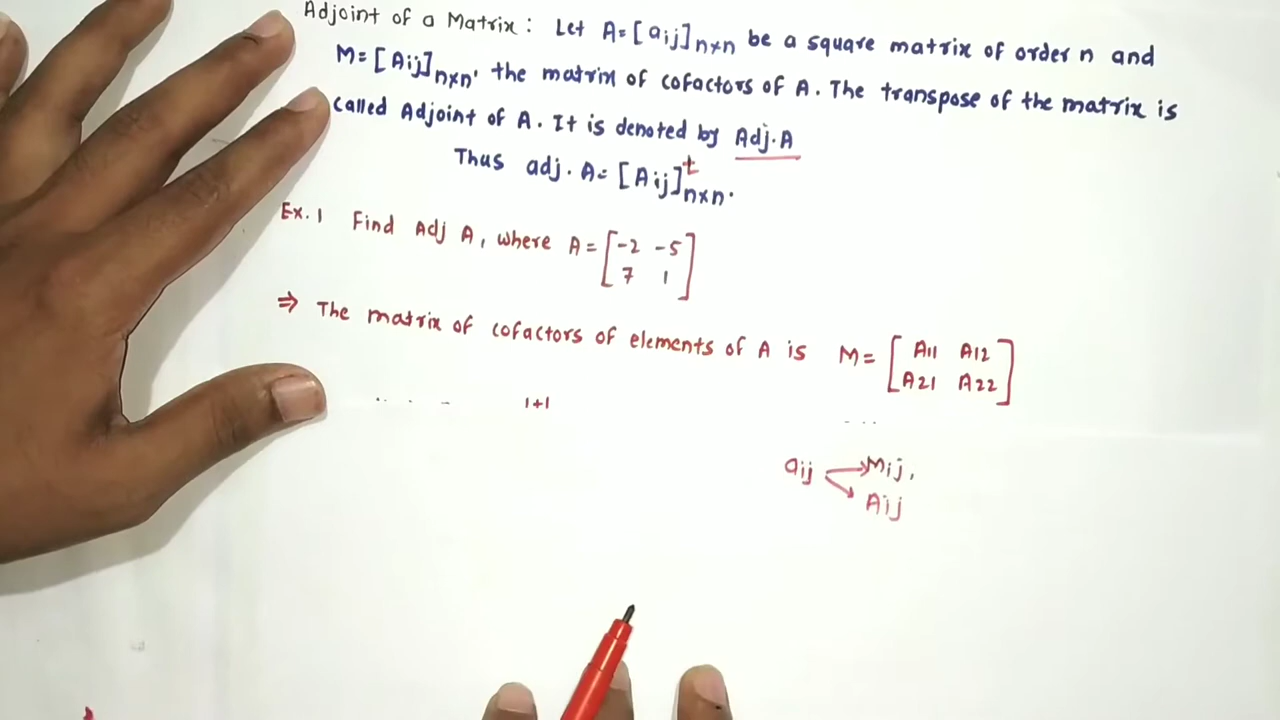 Adjoint of a Matrix : Let A = [aij]n×n be a square matrix of order n and
M = [Aij]n×n, the matrix of cofactors of A. The transpose of the matrix is
called Adjoint of A. It is denoted by Adj. A
Thus adj. A = [Aij]ᵗn×n.
Ex. 1 Find Adj A, where A = [-2 -5
7 1]
⇒ The matrix of cofactors of elements of A is M = [A11 A12
A21 A22]
1+1
aij → Mij,
→ Aij